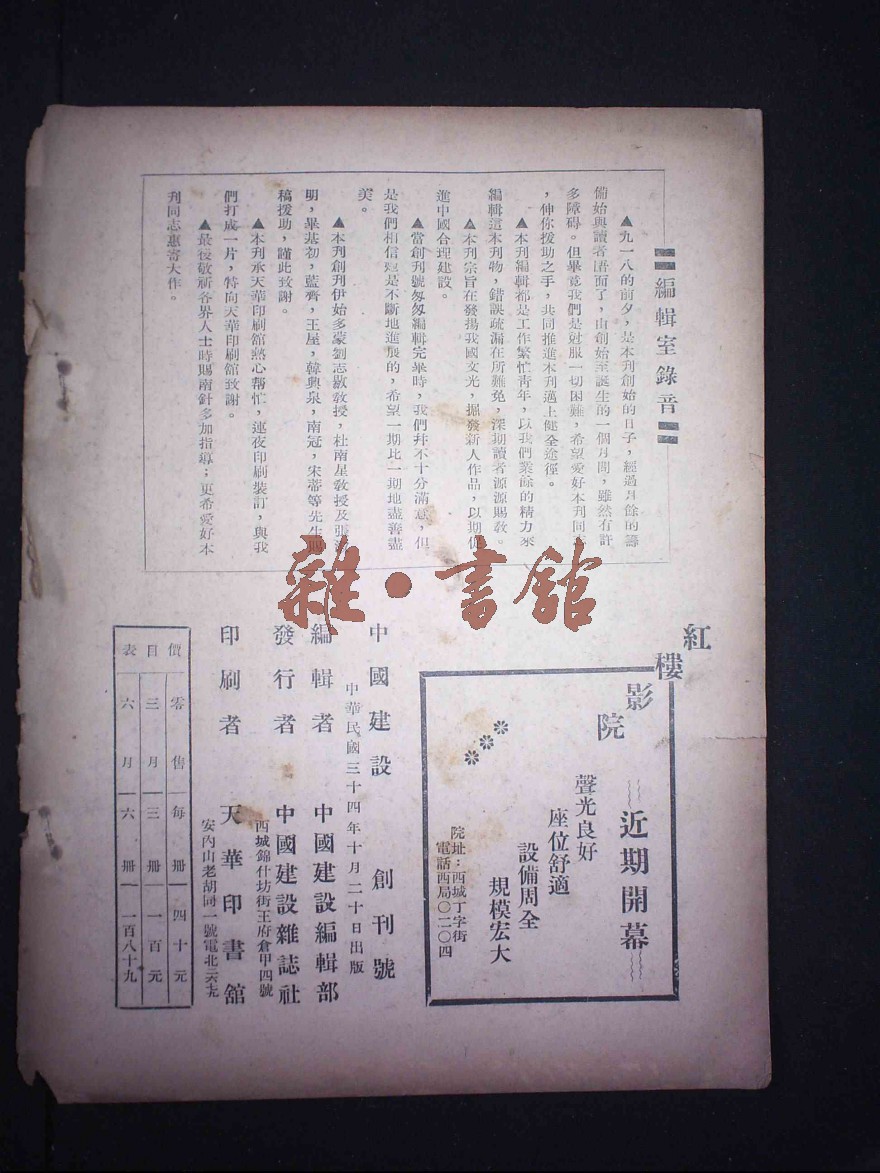 編輯室錄音
▲九一八的前夕，是本刊創始的日子，經過月餘的籌
備始與讀者唔面了，由創始至誕生的一個月間，雖然有許
多障碍。但畢竟我們是尅服一切困難，希望愛好本刊同志
，伸你援助之手，共同推進本刊邁上健全途徑。
▲本刊編輯都是工作繁忙青年，以我們業餘的精力來
編輯這本刊物，錯誤疏漏在所難免，深期讀者源源賜教。
▲本刊宗旨在發揚我國文光，掘發新人作品，以期促
進中國合理建設。
▲當創刊號匆匆編輯完畢時，我們并不十分滿意，但
是我們相信總是不斷地進展的，希望一期比一期地盡善盡
美。
▲本刊創刊伊始多蒙劉志敭教授，杜南星教授及張
明，畢基初，藍齊，王屋，韓興泉，南冠，宋蒂等先生賜
稿援助，謹此致謝。
▲本刊承天華印刷館熱心帮忙，連夜印刷裝訂，與我
們打成一片，特向天華印刷館致謝。
▲最後敬祈各界人士時賜南針多加指導；更希愛好本
刊同志惠寄大作。
雜·書館
紅樓影院
近期開幕
聲光良好
座位舒適
設備周全
規模宏大
院址：西城丁字街
電話西局〇二〇四
中國建設 創刊號
中華民國三十四年十月二十日出版
編輯者 中國建設編輯部
發行者 中國建設雜誌社
西城錦什坊街王府倉甲四號
印刷者 天華印書館
安內山老胡同一號電北
價目表
零售每冊 四十元
三月三冊 一百元
六月六冊 一百八十九